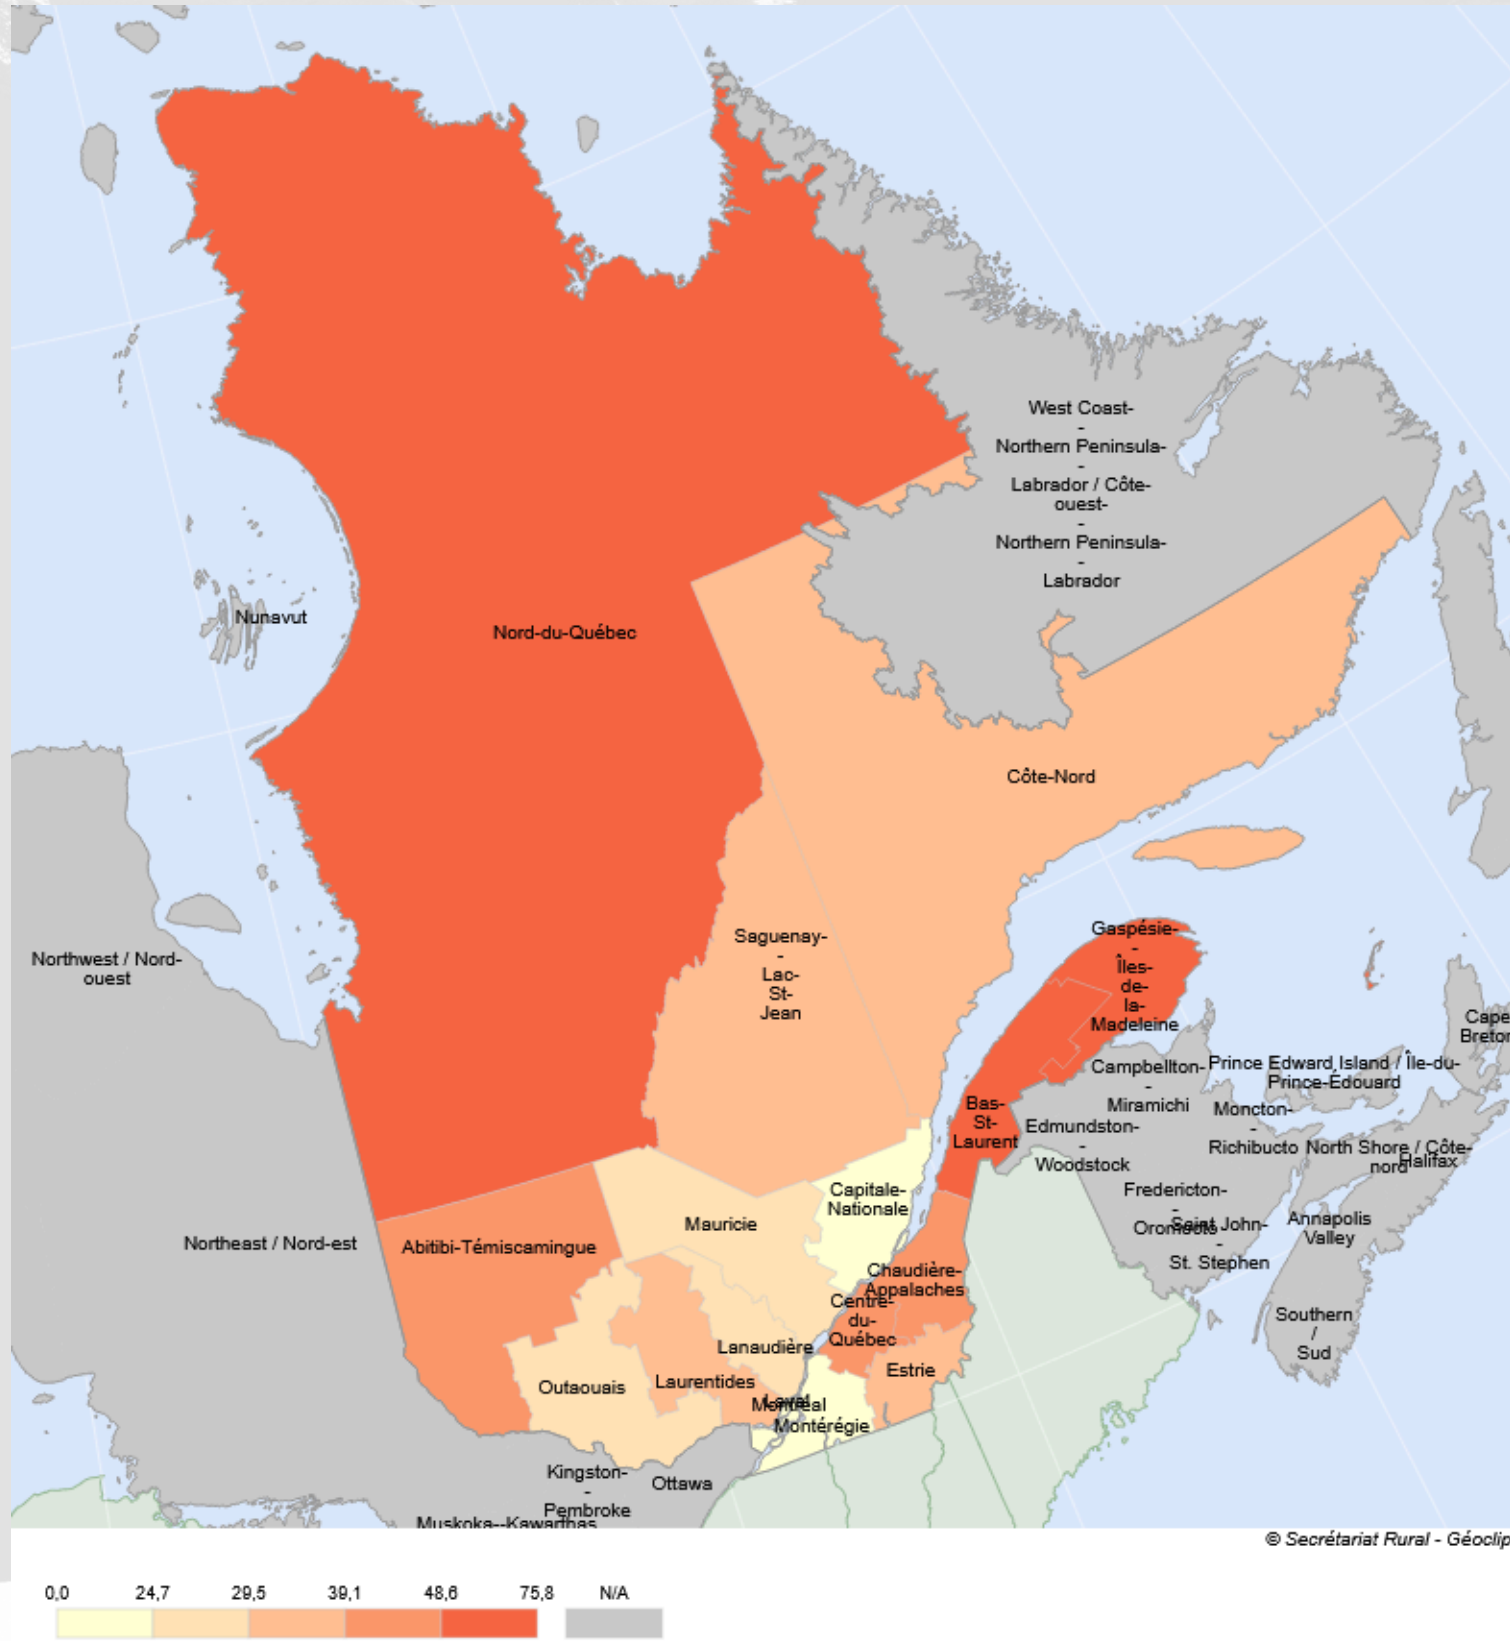 West Coast-
-
Northern Peninsula-
-
Labrador / Côte-
ouest-
-
Northern Peninsula-
-
Labrador
Nunavut
Nord-du-Québec
Côte-Nord
Saguenay-
-
Lac-
St-
Jean
Gaspésie-
-
Îles-
de-
la-
Madeleine
Northwest / Nord-
ouest
Cape
Breton
Campbellton-
-
Miramichi
Prince Edward Island / Île-du-
Prince-Édouard
Bas-
St-
Laurent
Edmundston-
-
Woodstock
Moncton-
-
Richibucto
North Shore / Côte-
nord
Halifax
Capitale-
Nationale
Fredericton-
-
Oromocto
Mauricie
Saint John-
-
St. Stephen
Annapolis
Valley
Northeast / Nord-est
Abitibi-Témiscamingue
Chaudière-
Appalaches
Centre-
du-
Québec
Southern
/
Sud
Lanaudière
Estrie
Outaouais
Laurentides
Laval
Montréal
Montérégie
Kingston-
-
Pembroke
Ottawa
Muskoka--Kawarthas
© Secrétariat Rural - Géoclip
0,0 24,7 29,5 39,1 48,6 75,8 N/A